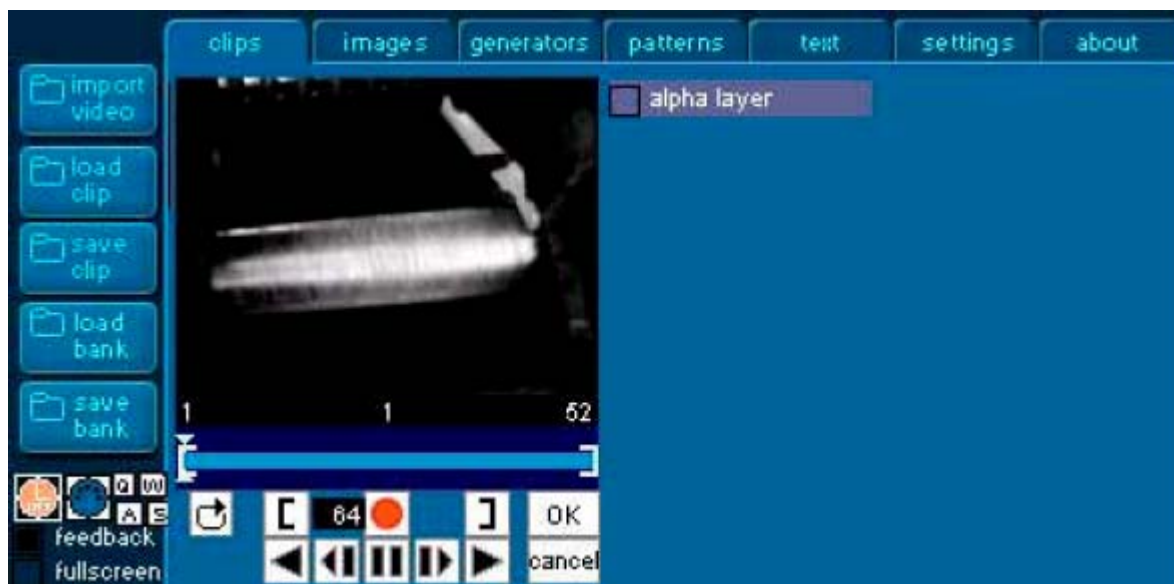 clips images generators patterns text settings about
import
video
load
clip
save
clip
load
bank
save
bank
alpha layer
1 1 52
Q W
A S
[ 64 ] OK
cancel
feedback
fullscreen